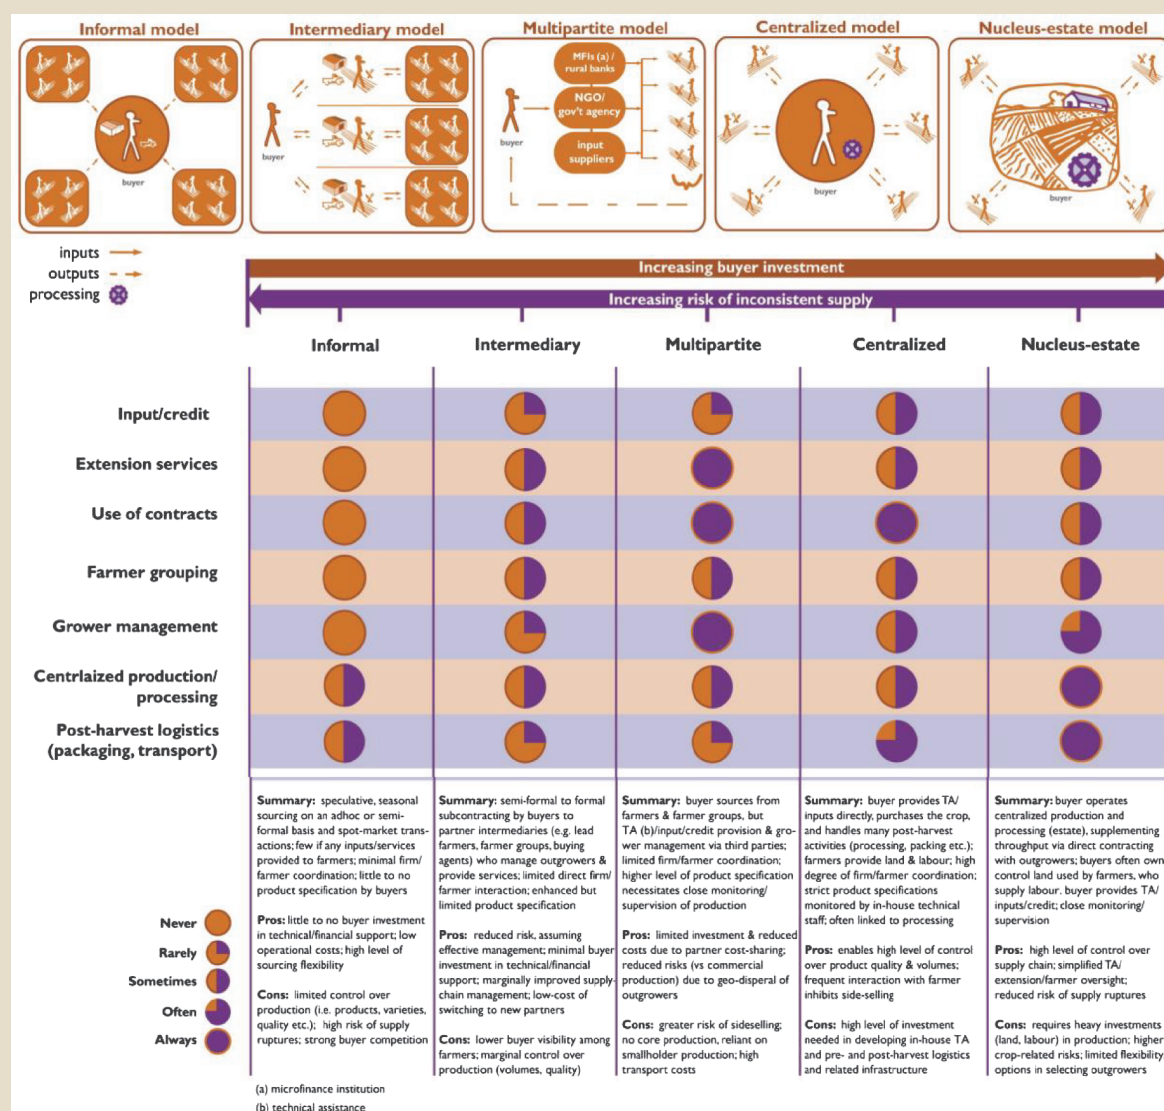 Informal model
Intermediary model
Multipartite model
Centralized model
Nucleus-estate model
buyer
buyer
buyer
MFIs (a) /
rural banks
NGO/
gov't agency
input
suppliers
buyer
buyer
inputs
outputs
processing
Increasing buyer investment
Increasing risk of inconsistent supply
Informal
Intermediary
Multipartite
Centralized
Nucleus-estate
Input/credit
Extension services
Use of contracts
Farmer grouping
Grower management
Centrlaized production/
processing
Post-harvest logistics
(packaging, transport)
Never
Rarely
Sometimes
Often
Always
Summary: speculative, seasonal
sourcing on an adhoc or semi-
formal basis and spot-market trans-
actions; few if any inputs/services
provided to farmers; minimal firm/
farmer coordination; little to no
product specification by buyers
Pros: little to no buyer investment
in technical/financial support; low
operational costs; high level of
sourcing flexibility
Cons: limited control over
production (i.e. products, varieties,
quality etc.); high risk of supply
ruptures; strong buyer competition
Summary: semi-formal to formal
subcontracting by buyers to
partner intermediaries (e.g. lead
farmers, farmer groups, buying
agents) who manage outgrowers &
provide services; limited direct firm/
farmer interaction; enhanced but
limited product specification
Pros: reduced risk, assuming
effective management; minimal buyer
investment in technical/financial
support; marginally improved supply-
chain management; low-cost of
switching to new partners
Cons: lower buyer visibility among
farmers; marginal control over
production (volumes, quality)
Summary: buyer sources from
farmers & farmer groups, but
TA (b)/input/credit provision & gro-
wer management via third parties;
limited firm/farmer coordination;
higher level of product specification
necessitates close monitoring/
supervision of production
Pros: limited investment & reduced
costs due to partner cost-sharing;
reduced risks (vs commercial
production) due to geo-disperal of
outgrowers
Cons: greater risk of sideselling;
no core production, reliant on
smallholder production; high
transport costs
Summary: buyer provides TA/
inputs directly, purchases the crop,
and handles many post-harvest
activities (processing, packing etc.);
farmers provide land & labour; high
degree of firm/farmer coordination;
strict product specifications
monitored by in-house technical
staff; often linked to processing
Pros: enables high level of control
over product quality & volumes;
frequent interaction with farmer
inhibits side-selling
Cons: high level of investment
needed in developing in-house TA
and pre- and post-harvest logistics
and related infrastructure
Summary: buyer operates
centralized production and
processing (estate), supplementing
throughput via direct contracting
with outgrowers; buyers often own
control land used by farmers, who
supply labour. buyer provides TA/
inputs/credit; close monitoring/
supervision
Pros: high level of control over
supply chain; simplified TA/
extension/farmer oversight;
reduced risk of supply ruptures
Cons: requires heavy investments
(land, labour) in production; higher
crop-related risks; limited flexibility
options in selecting outgrowers
(a) microfinance institution
(b) technical assistance